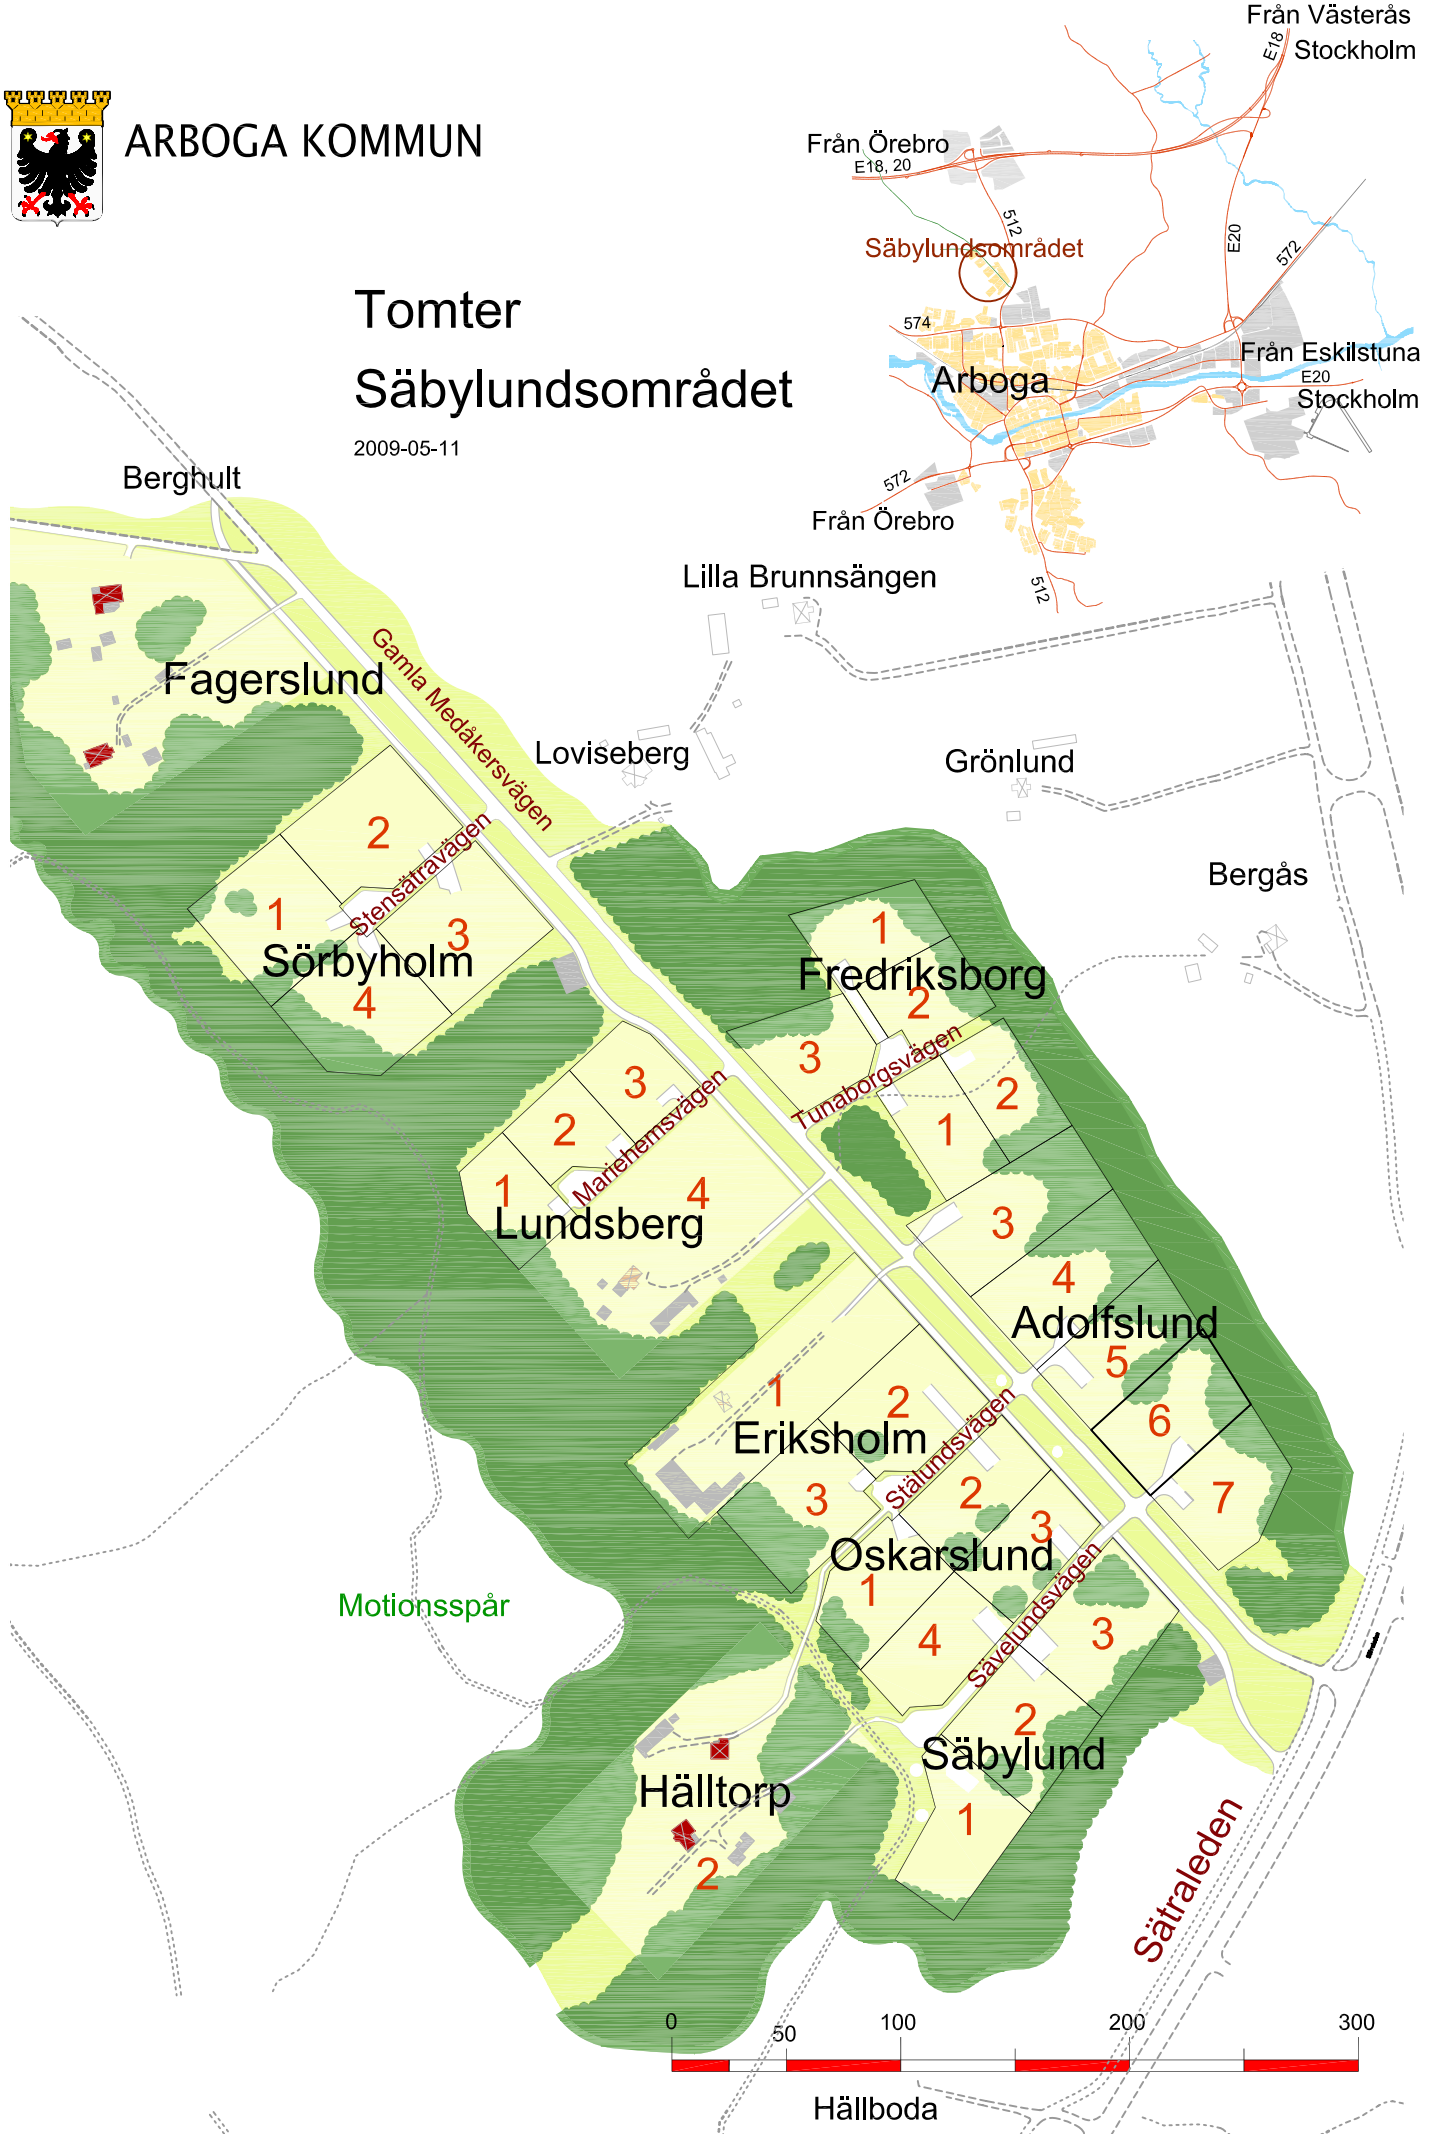 Från Västerås
E18
Stockholm
ARBOGA KOMMUN
Från Örebro
E18, 20
512
Säbylundsområdet
E20
572
Tomter
Säbylundsområdet
2009-05-11
574
Från Eskilstuna
Arboga
E20
Stockholm
572
Från Örebro
512
Berghult
Lilla Brunnsängen
Gamla Medåkersvägen
Fagerslund
Loviseberg
Grönlund
Bergås
2
Stensätravägen
1
3
Sörbyholm
4
1
Fredriksborg
2
3
Tunaborgsvägen
3
2
Mariehemsvägen
1
4
Lundsberg
2
1
3
4
Adolfslund
5
6
7
1
2
Eriksholm
Stälundsvägen
3
2
3
Oskarslund
1
4
Sävelundsvägen
3
Motionsspår
2
Säbylund
1
Hälltorp
2
Sätraleden
0
50
100
200
300
Hällboda